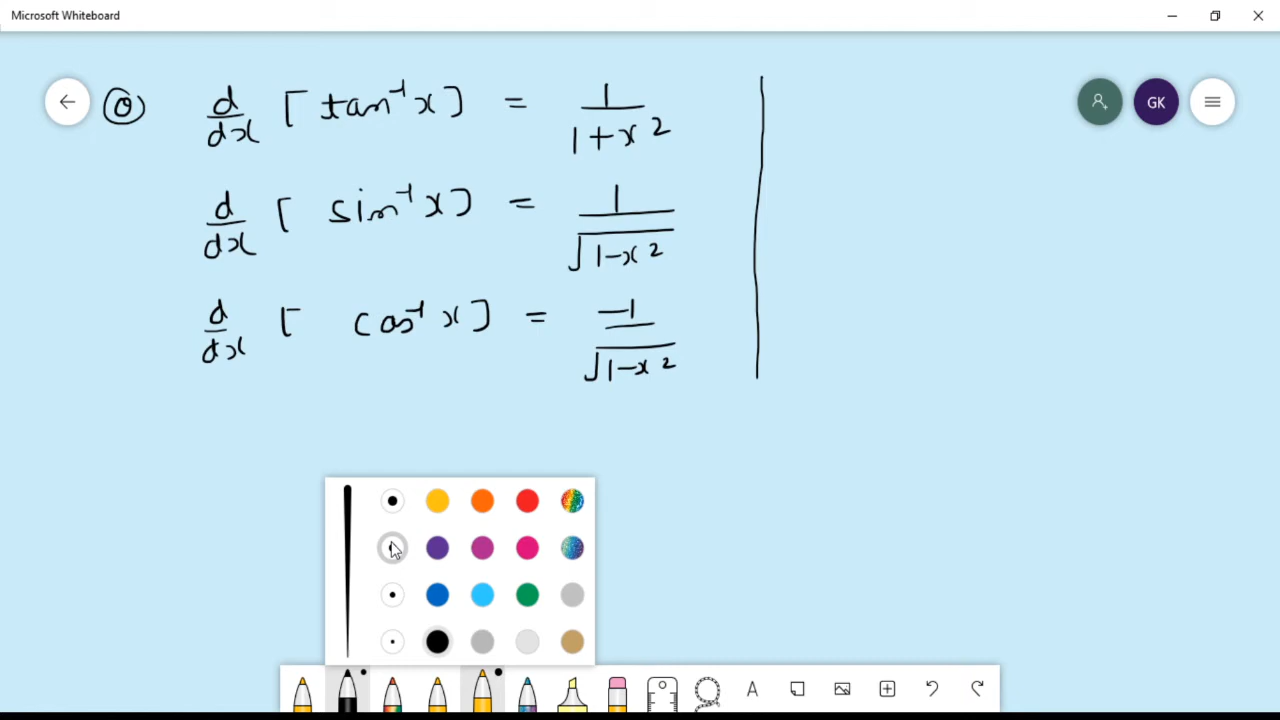 Microsoft Whiteboard
⓪ d/dx [tan⁻¹x] = 1/(1+x²)
d/dx [sin⁻¹x] = 1/√(1-x²)
d/dx [cos⁻¹x] = -1/√(1-x²)
GK
A